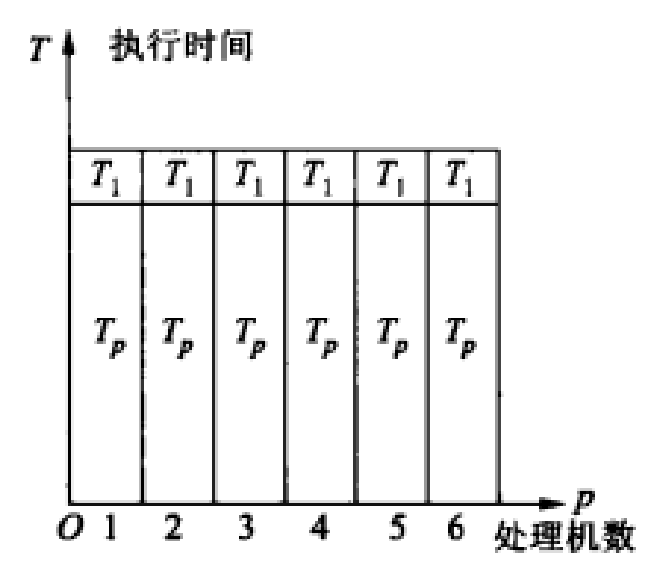 T 执行时间
T₁ T₁ T₁ T₁ T₁ T₁
Tₚ Tₚ Tₚ Tₚ Tₚ Tₚ
O 1 2 3 4 5 6 p
处理机数